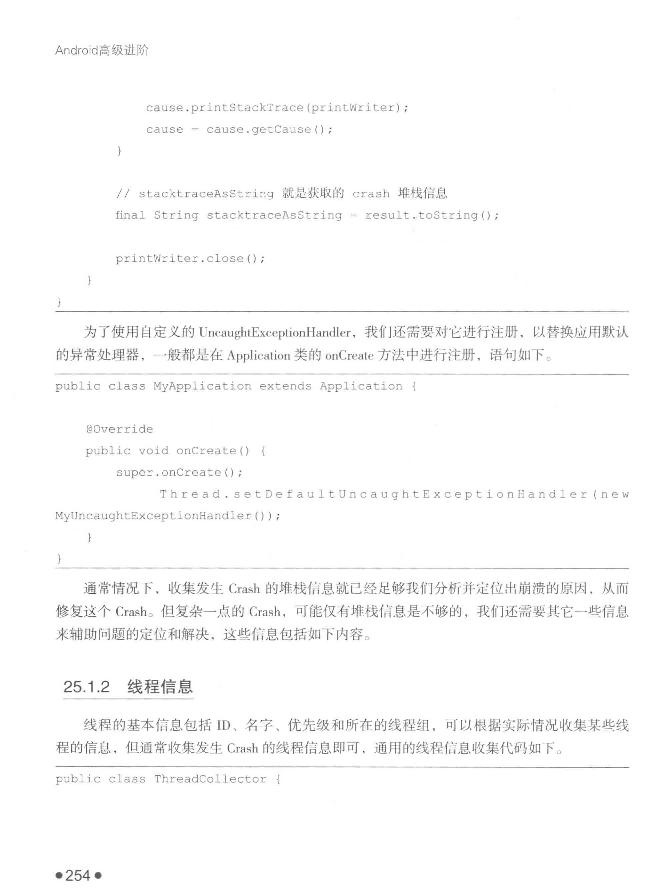 Android高级进阶
cause.printStackTrace(printWriter);
cause = cause.getCause();
}
// stacktraceAsString 就是获取的 crash 堆栈信息
final String stacktraceAsString = result.toString();
printWriter.close();
}
}
为了使用自定义的 UncaughtExceptionHandler，我们还需要对它进行注册，以替换应用默认
的异常处理器，一般都是在 Application 类的 onCreate 方法中进行注册，语句如下。
public class MyApplication extends Application {
@Override
public void onCreate() {
super.onCreate();
Thread.setDefaultUncaughtExceptionHandler(new
MyUncaughtExceptionHandler());
}
}
通常情况下，收集发生 Crash 的堆栈信息就已经足够我们分析并定位出崩溃的原因，从而
修复这个 Crash。但复杂一点的 Crash，可能仅有堆栈信息是不够的，我们还需要其它一些信息
来辅助问题的定位和解决，这些信息包括如下内容。
25.1.2 线程信息
线程的基本信息包括 ID、名字、优先级和所在的线程组，可以根据实际情况收集某些线
程的信息，但通常收集发生 Crash 的线程信息即可，通用的线程信息收集代码如下。
public class ThreadCollector {
●254●